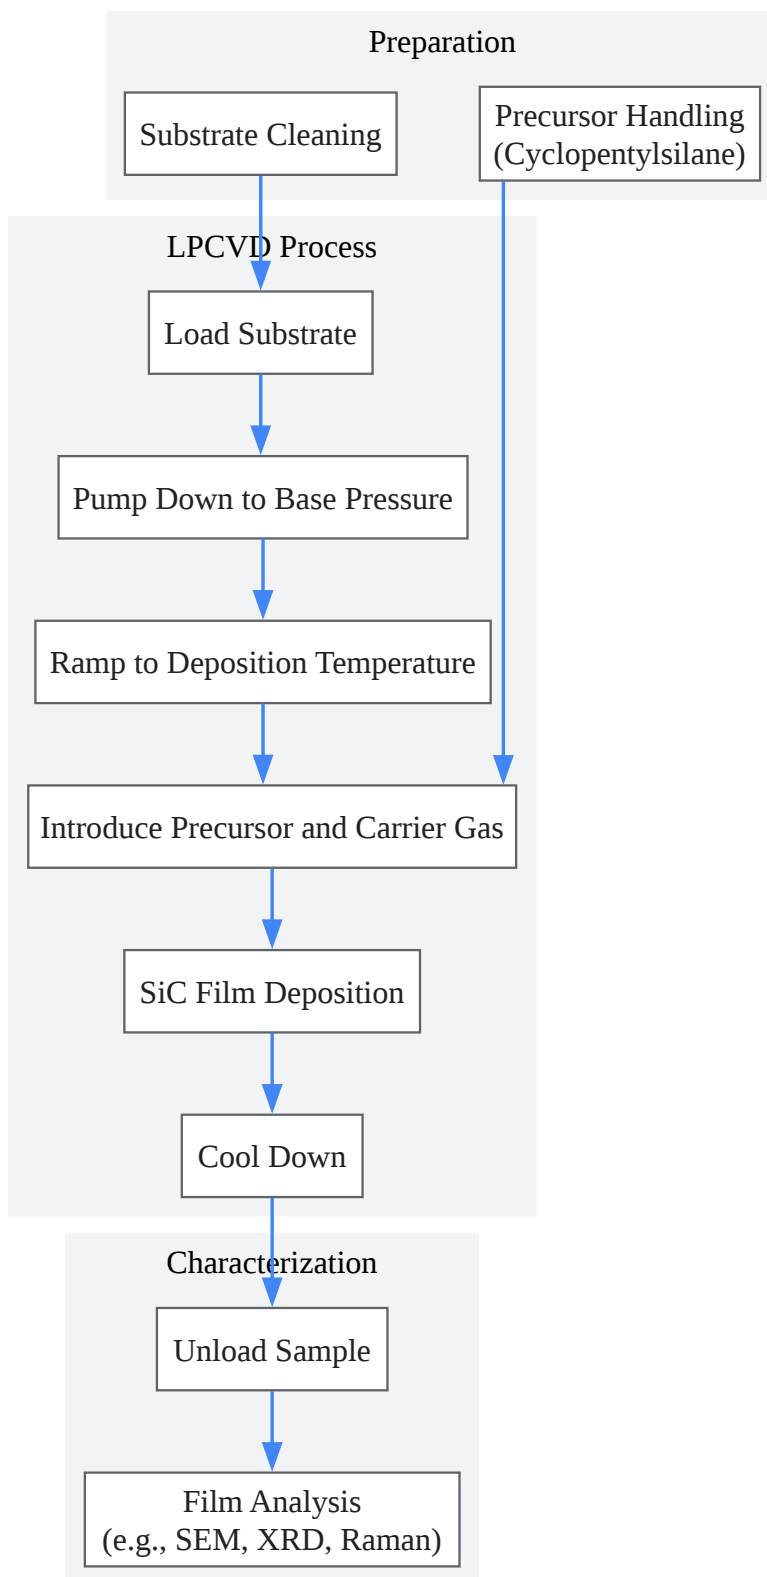 Preparation
Substrate Cleaning
Precursor Handling
(Cyclopentylsilane)
LPCVD Process
Load Substrate
Pump Down to Base Pressure
Ramp to Deposition Temperature
Introduce Precursor and Carrier Gas
SiC Film Deposition
Cool Down
Characterization
Unload Sample
Film Analysis
(e.g., SEM, XRD, Raman)